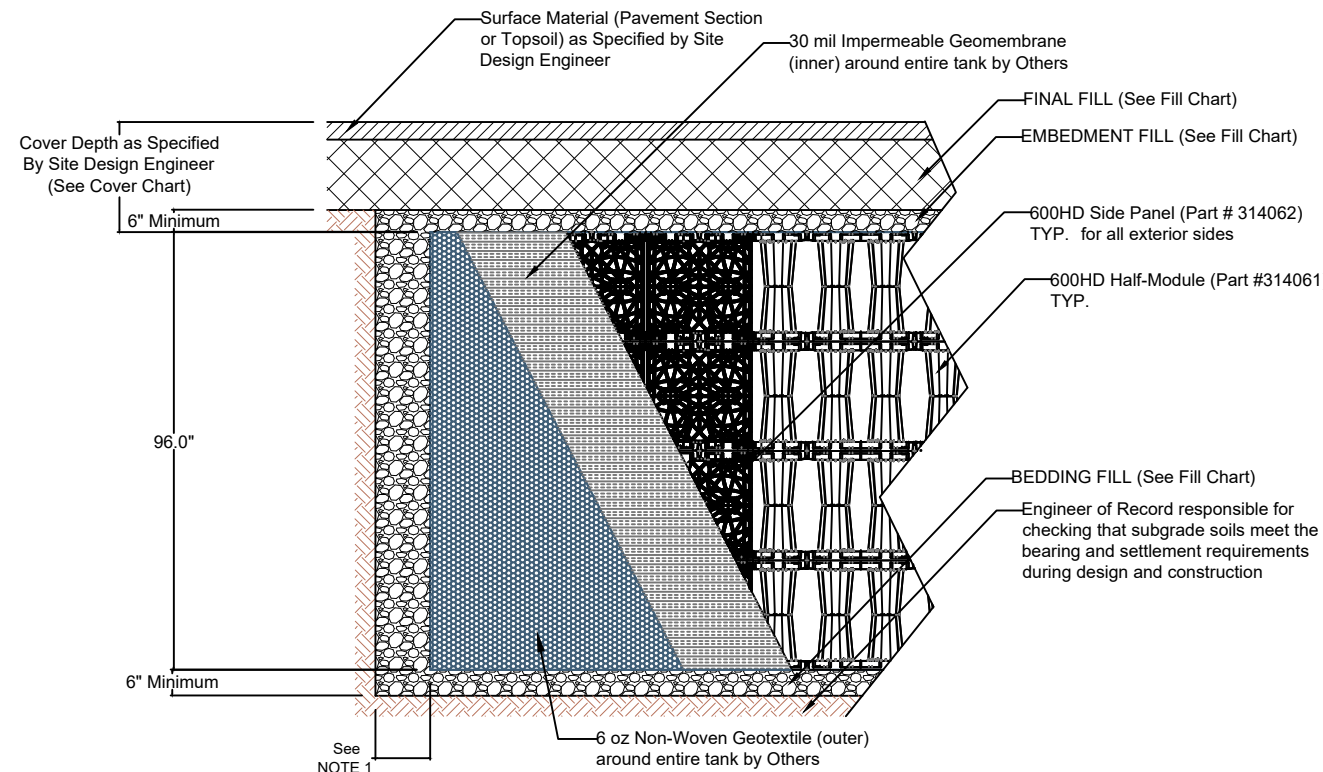 Surface Material (Pavement Section
or Topsoil) as Specified by Site
Design Engineer
30 mil Impermeable Geomembrane
(inner) around entire tank by Others
FINAL FILL (See Fill Chart)
EMBEDMENT FILL (See Fill Chart)
Cover Depth as Specified
By Site Design Engineer
(See Cover Chart)
6" Minimum
600HD Side Panel (Part # 314062)
TYP. for all exterior sides
600HD Half-Module (Part #314061
TYP.
96.0"
BEDDING FILL (See Fill Chart)
Engineer of Record responsible for
checking that subgrade soils meet the
bearing and settlement requirements
during design and construction
6" Minimum
See
NOTE 1
6 oz Non-Woven Geotextile (outer)
around entire tank by Others